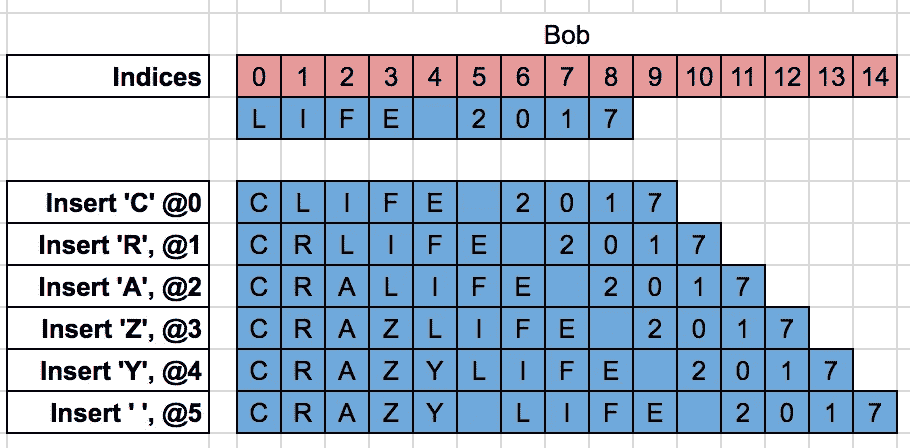 Bob
Indices 0 1 2 3 4 5 6 7 8 9 10 11 12 13 14
L I F E 2 0 1 7
Insert 'C' @0 C L I F E 2 0 1 7
Insert 'R', @1 C R L I F E 2 0 1 7
Insert 'A', @2 C R A L I F E 2 0 1 7
Insert 'Z', @3 C R A Z L I F E 2 0 1 7
Insert 'Y', @4 C R A Z Y L I F E 2 0 1 7
Insert ' ', @5 C R A Z Y L I F E 2 0 1 7